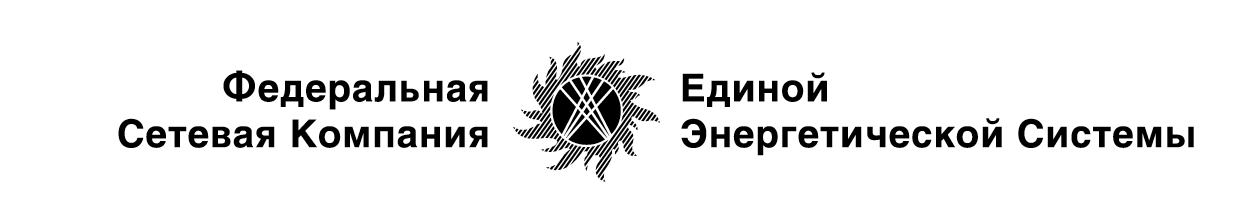 Федеральная
Сетевая Компания
Единой
Энергетической Системы